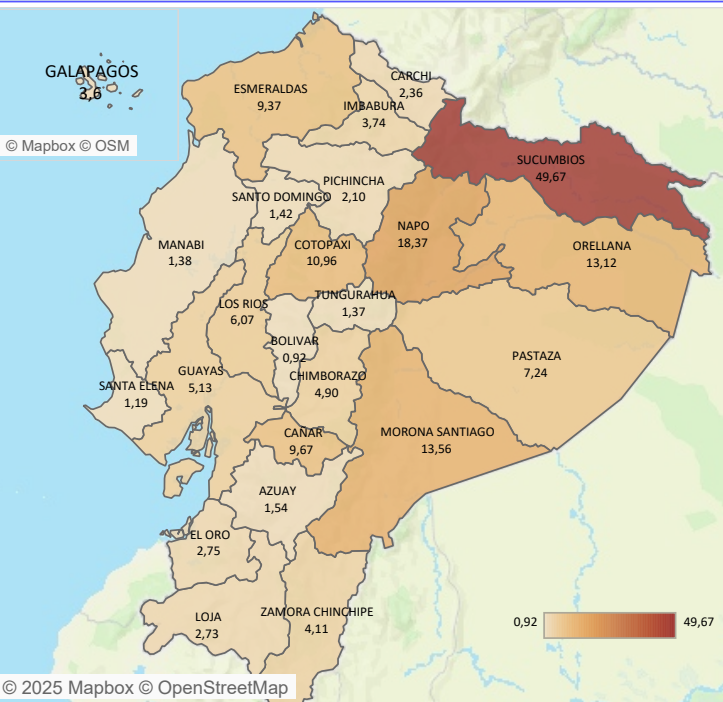 GALAPAGOS
3,6
© Mapbox © OSM
ESMERALDAS
9,37
CARCHI
2,36
IMBABURA
3,74
SUCUMBIOS
49,67
PICHINCHA
2,10
SANTO DOMINGO
1,42
NAPO
18,37
MANABI
1,38
COTOPAXI
10,96
ORELLANA
13,12
TUNGURAHUA
1,37
LOS RIOS
6,07
BOLIVAR
0,92
PASTAZA
7,24
GUAYAS
5,13
CHIMBORAZO
4,90
SANTA ELENA
1,19
CAÑAR
9,67
MORONA SANTIAGO
13,56
AZUAY
1,54
EL ORO
2,75
LOJA
2,73
ZAMORA CHINCHIPE
4,11
0,92
49,67
© 2025 Mapbox © OpenStreetMap